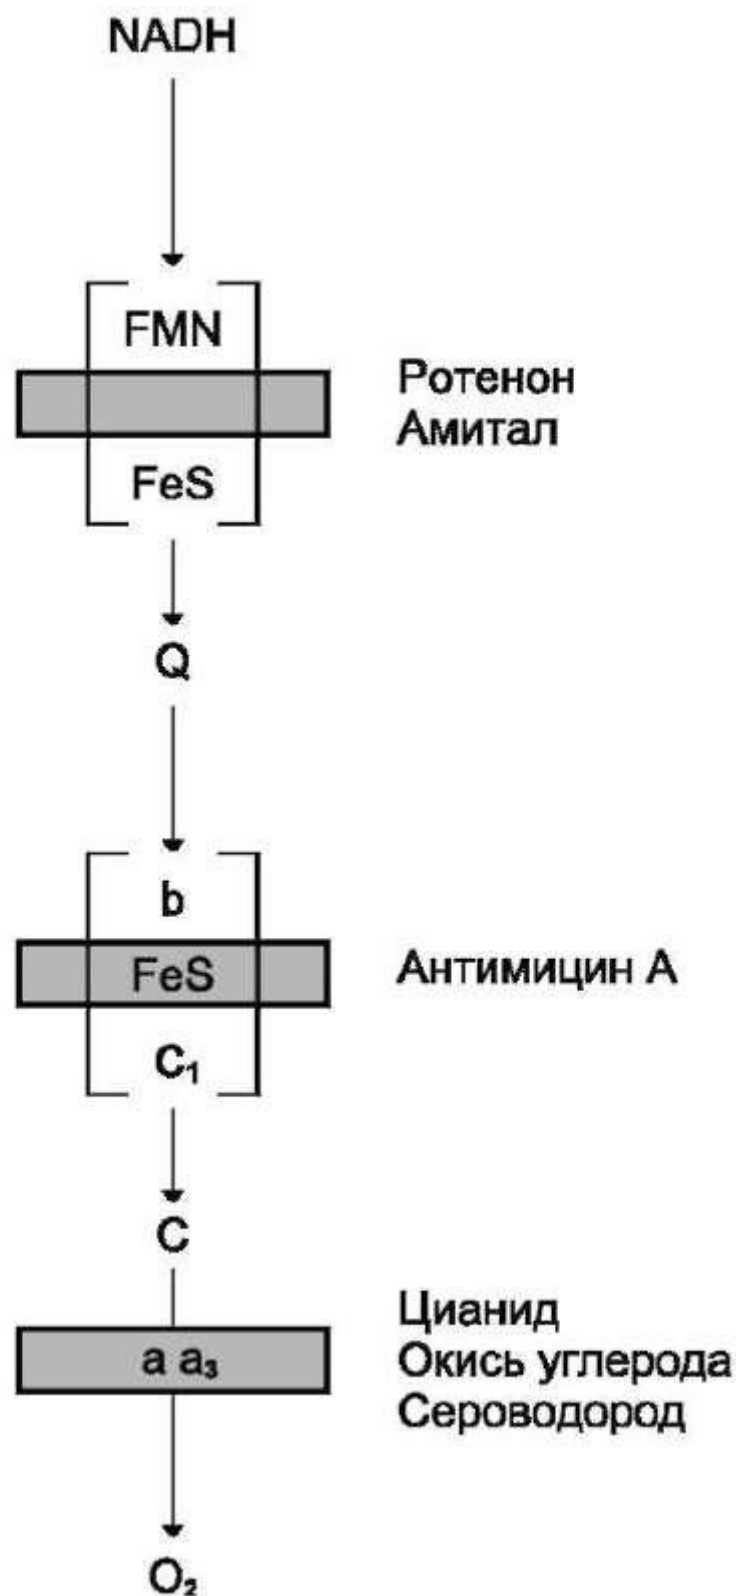 NADH
FMN
Ротенон
Амитал
FeS
Q
b
FeS
Антимицин А
C₁
C
Цианид
a a₃
Окись углерода
Сероводород
O₂